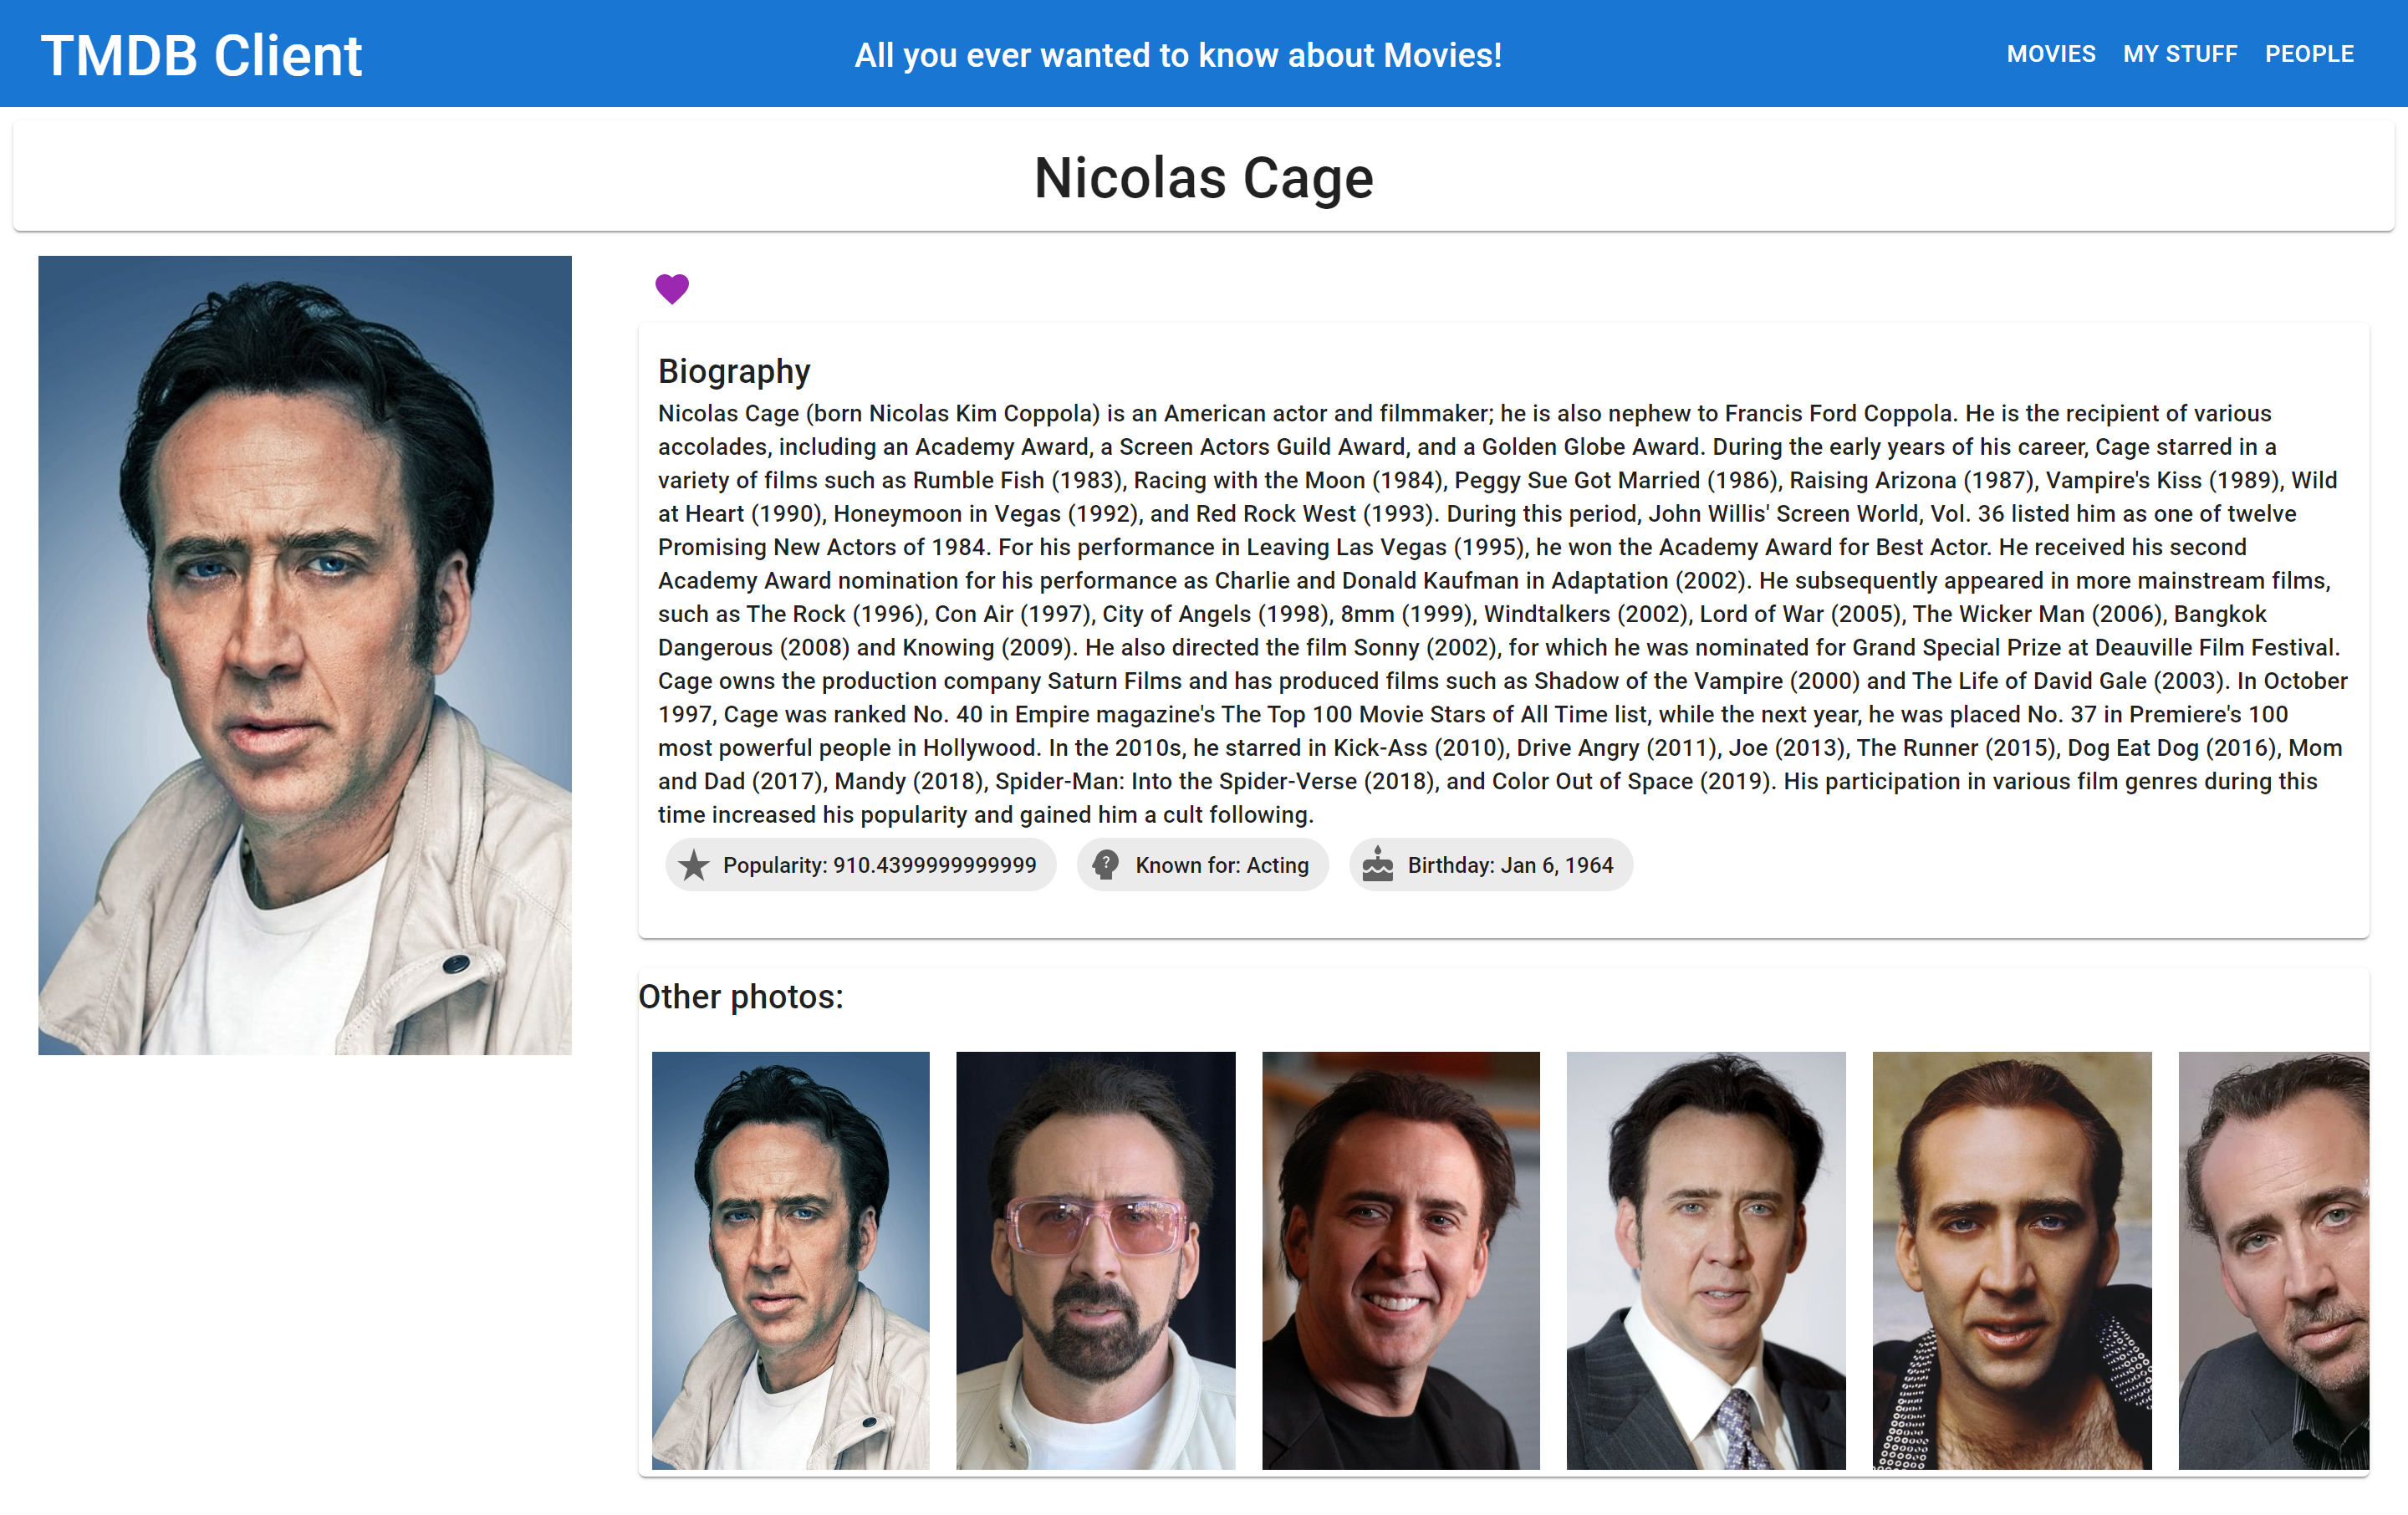 TMDB Client
All you ever wanted to know about Movies!
MOVIES MY STUFF PEOPLE
Nicolas Cage
Biography
Nicolas Cage (born Nicolas Kim Coppola) is an American actor and filmmaker; he is also nephew to Francis Ford Coppola. He is the recipient of various
accolades, including an Academy Award, a Screen Actors Guild Award, and a Golden Globe Award. During the early years of his career, Cage starred in a
variety of films such as Rumble Fish (1983), Racing with the Moon (1984), Peggy Sue Got Married (1986), Raising Arizona (1987), Vampire's Kiss (1989), Wild
at Heart (1990), Honeymoon in Vegas (1992), and Red Rock West (1993). During this period, John Willis' Screen World, Vol. 36 listed him as one of twelve
Promising New Actors of 1984. For his performance in Leaving Las Vegas (1995), he won the Academy Award for Best Actor. He received his second
Academy Award nomination for his performance as Charlie and Donald Kaufman in Adaptation (2002). He subsequently appeared in more mainstream films,
such as The Rock (1996), Con Air (1997), City of Angels (1998), 8mm (1999), Windtalkers (2002), Lord of War (2005), The Wicker Man (2006), Bangkok
Dangerous (2008) and Knowing (2009). He also directed the film Sonny (2002), for which he was nominated for Grand Special Prize at Deauville Film Festival.
Cage owns the production company Saturn Films and has produced films such as Shadow of the Vampire (2000) and The Life of David Gale (2003). In October
1997, Cage was ranked No. 40 in Empire magazine's The Top 100 Movie Stars of All Time list, while the next year, he was placed No. 37 in Premiere's 100
most powerful people in Hollywood. In the 2010s, he starred in Kick-Ass (2010), Drive Angry (2011), Joe (2013), The Runner (2015), Dog Eat Dog (2016), Mom
and Dad (2017), Mandy (2018), Spider-Man: Into the Spider-Verse (2018), and Color Out of Space (2019). His participation in various film genres during this
time increased his popularity and gained him a cult following.
Popularity: 910.4399999999999
Known for: Acting
Birthday: Jan 6, 1964
Other photos: